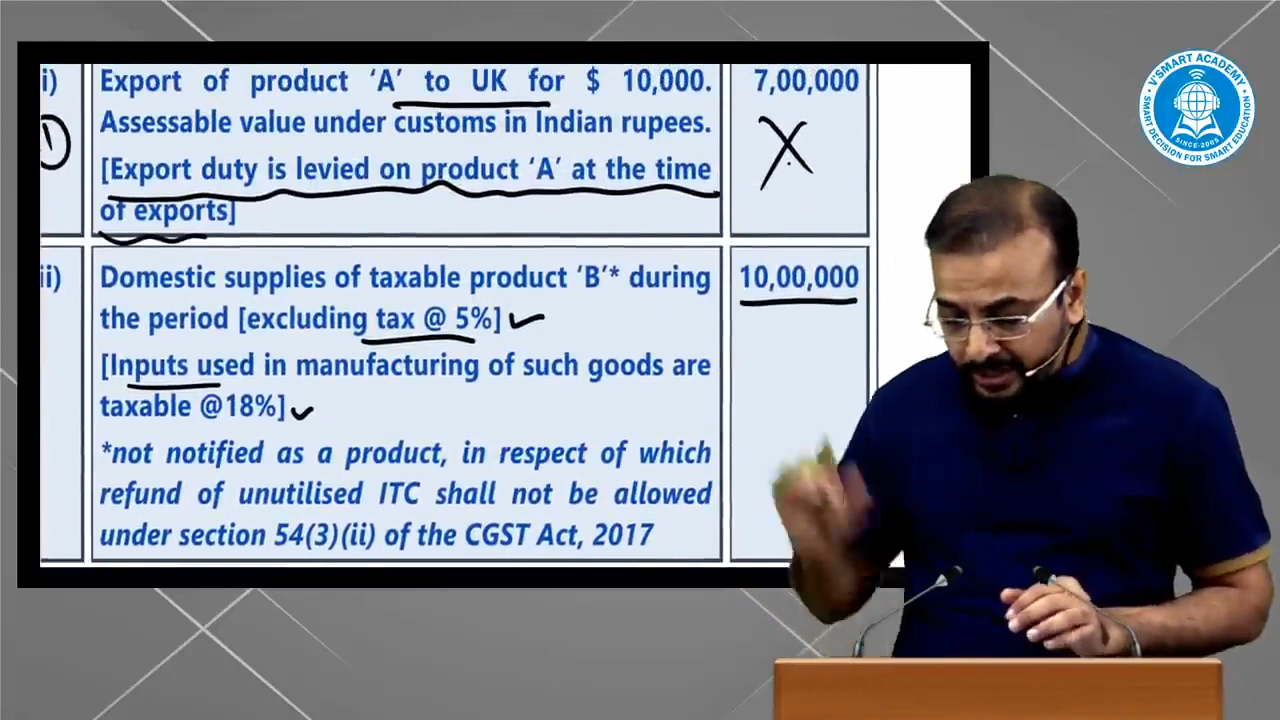 i) Export of product ‘A’ to UK for $ 10,000. 7,00,000
Assessable value under customs in Indian rupees.
[Export duty is levied on product ‘A’ at the time
of exports]
ii) Domestic supplies of taxable product ‘B’* during 10,00,000
the period [excluding tax @ 5%]
[Inputs used in manufacturing of such goods are
taxable @18%]
*not notified as a product, in respect of which
refund of unutilised ITC shall not be allowed
under section 54(3)(ii) of the CGST Act, 2017
V'SMART ACADEMY
SINCE-2005
SMART DECISION FOR SMART EDUCATION